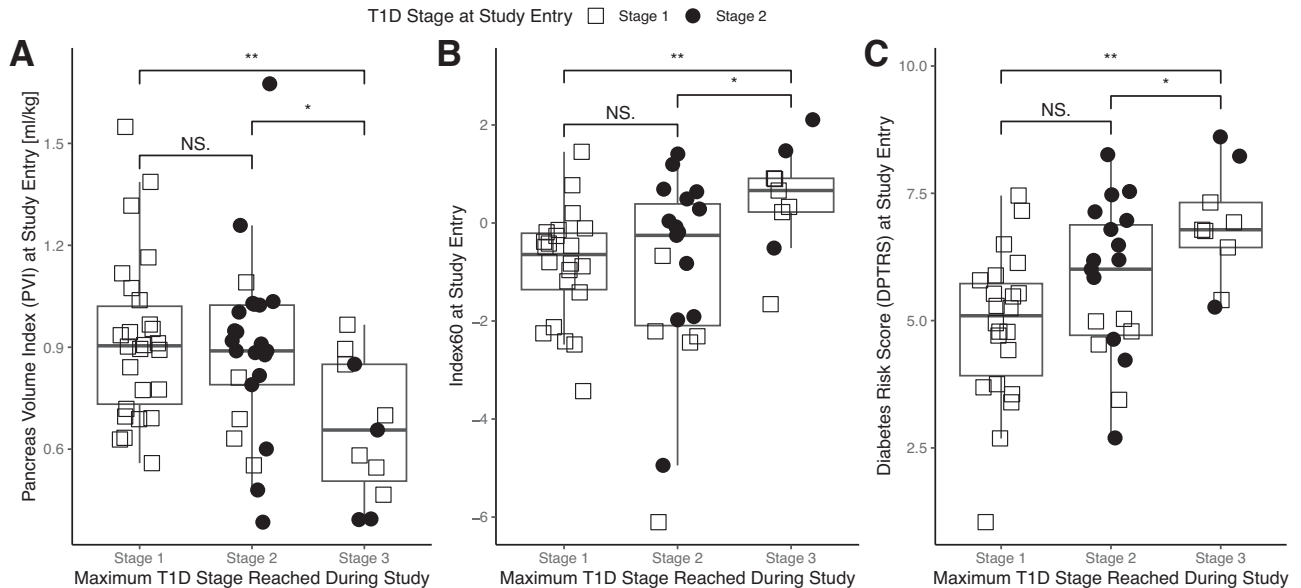 T1D Stage at Study Entry Stage 1 Stage 2
A
Pancreas Volume Index (PVI) at Study Entry [ml/kg]
1.5
1.2
0.9
0.6
**
*
NS.
Stage 1 Stage 2 Stage 3
Maximum T1D Stage Reached During Study
B
Index60 at Study Entry
2
0
−2
−4
−6
**
*
NS.
Stage 1 Stage 2 Stage 3
Maximum T1D Stage Reached During Study
C
Diabetes Risk Score (DPTRS) at Study Entry
10.0
7.5
5.0
2.5
**
*
NS.
Stage 1 Stage 2 Stage 3
Maximum T1D Stage Reached During Study